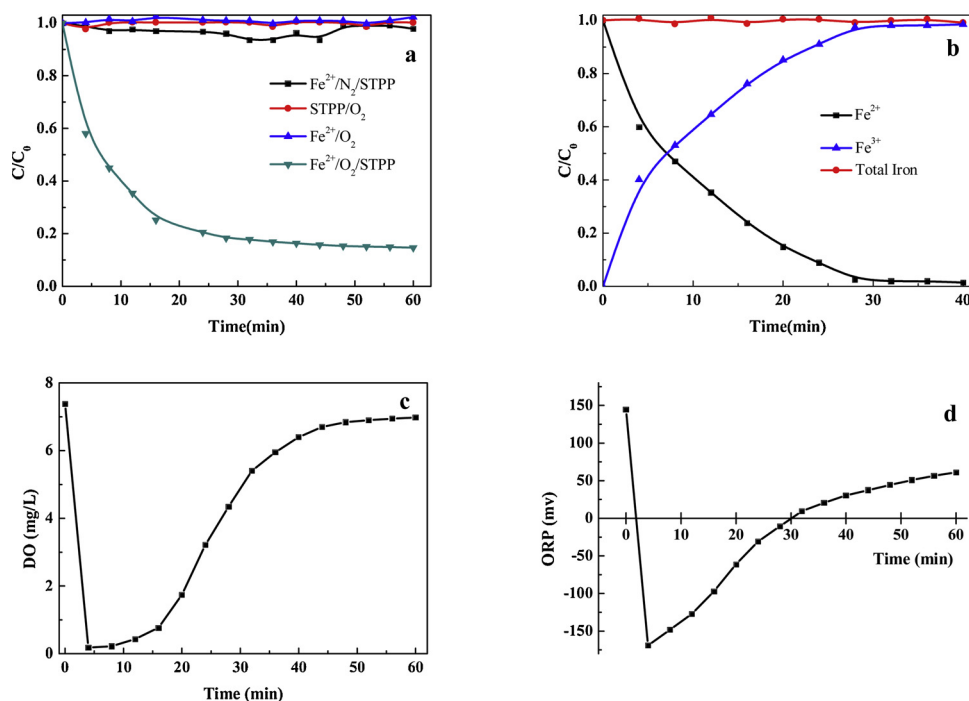 a
C/C₀
1.0
0.8
0.6
0.4
0.2
0.0
Fe²⁺/N₂/STPP
STPP/O₂
Fe²⁺/O₂
Fe²⁺/O₂/STPP
0 10 20 30 40 50 60
Time(min)
b
C/C₀
1.0
0.8
0.6
0.4
0.2
0.0
Fe²⁺
Fe³⁺
Total Iron
0 10 20 30 40
Time(min)
c
DO (mg/L)
8
6
4
2
0
0 10 20 30 40 50 60
Time (min)
d
ORP (mv)
150
100
50
0
-50
-100
-150
0 10 20 30 40 50 60
Time (min)